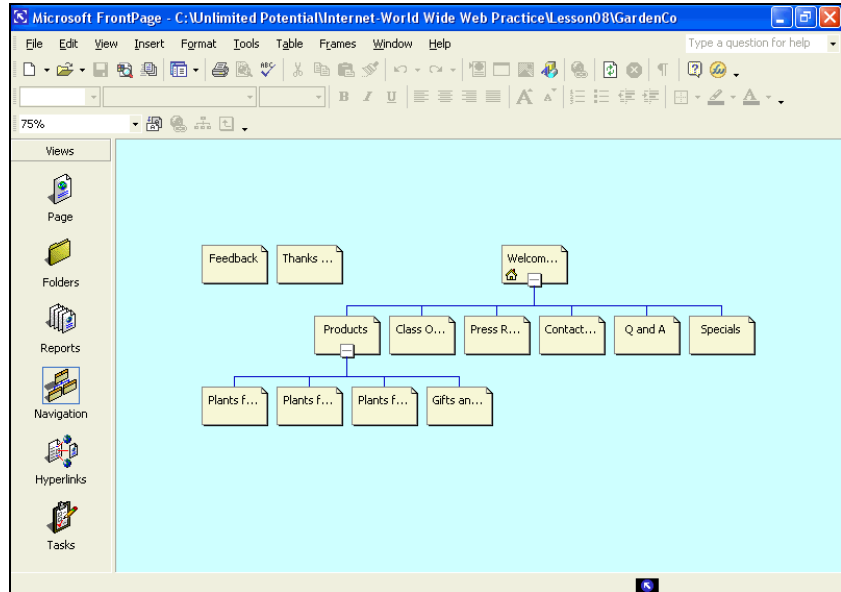 Microsoft FrontPage - C:\Unlimited Potential\Internet-World Wide Web Practice\Lesson08\GardenCo
File Edit View Insert Format Tools Table Frames Window Help Type a question for help
B I U A A A
75%
Views
Page
Folders
Reports
Navigation
Hyperlinks
Tasks
Feedback Thanks ... Welcom...
Products Class O... Press R... Contact... Q and A Specials
Plants f... Plants f... Plants f... Gifts an...